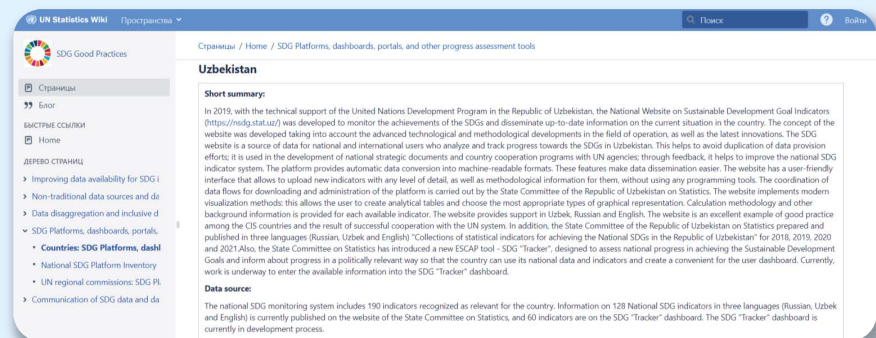 UN Statistics Wiki Пространства Поиск Войти
SDG Good Practices
Страницы
Блог
БЫСТРЫЕ ССЫЛКИ
Home
ДЕРЕВО СТРАНИЦ
Improving data availability for SDG i
Non-traditional data sources and da
Data disaggregation and inclusive d
SDG Platforms, dashboards, portals,
Countries: SDG Platforms, dashl
National SDG Platform Inventory
UN regional commissions: SDG Pl
Communication of SDG data and da
Страницы / Home / SDG Platforms, dashboards, portals, and other progress assessment tools
Uzbekistan
Short summary:
In 2019, with the technical support of the United Nations Development Program in the Republic of Uzbekistan, the National Website on Sustainable Development Goal Indicators
(https://nsdg.stat.uz/) was developed to monitor the achievements of the SDGs and disseminate up-to-date information on the current situation in the country. The concept of the
website was developed taking into account the advanced technological and methodological developments in the field of operation, as well as the latest innovations. The SDG
website is a source of data for national and international users who analyze and track progress towards the SDGs in Uzbekistan. This helps to avoid duplication of data provision
efforts; it is used in the development of national strategic documents and country cooperation programs with UN agencies; through feedback, it helps to improve the national SDG
indicator system. The platform provides automatic data conversion into machine-readable formats. These features make data dissemination easier. The website has a user-friendly
interface that allows to upload new indicators with any level of detail, as well as methodological information for them, without using any programming tools. The coordination of
data flows for downloading and administration of the platform is carried out by the State Committee of the Republic of Uzbekistan on Statistics. The website implements modern
visualization methods: this allows the user to create analytical tables and choose the most appropriate types of graphical representation. Calculation methodology and other
background information is provided for each available indicator. The website provides support in Uzbek, Russian and English. The website is an excellent example of good practice
among the CIS countries and the result of successful cooperation with the UN system. In addition, the State Committee of the Republic of Uzbekistan on Statistics prepared and
published in three languages (Russian, Uzbek and English) "Collections of statistical indicators for achieving the National SDGs in the Republic of Uzbekistan" for 2018, 2019, 2020
and 2021.Also, the State Committee on Statistics has introduced a new ESCAP tool - SDG "Tracker", designed to assess national progress in achieving the Sustainable Development
Goals and inform about progress in a politically relevant way so that the country can use its national data and indicators and create a convenient for the user dashboard. Currently,
work is underway to enter the available information into the SDG "Tracker" dashboard.
Data source:
The national SDG monitoring system includes 190 indicators recognized as relevant for the country. Information on 128 National SDG indicators in three languages (Russian, Uzbek
and English) is currently published on the website of the State Committee on Statistics, and 60 indicators are on the SDG "Tracker" dashboard. The SDG "Tracker" dashboard is
currently in development process.